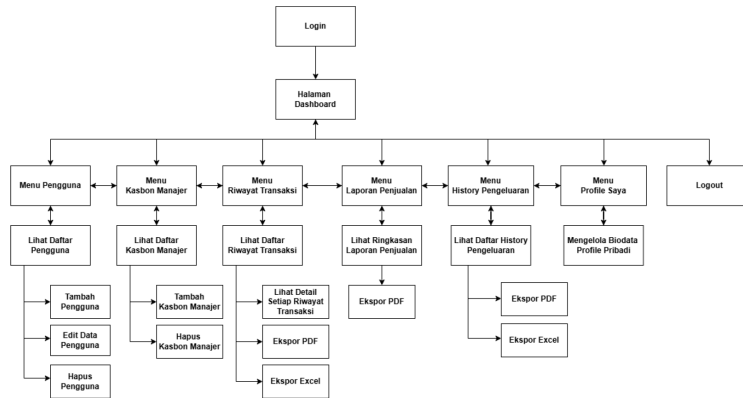 Login
Halaman
Dashboard
Menu Pengguna
Menu
Kasbon Manajer
Menu
Riwayat Transaksi
Menu
Laporan Penjualan
Menu
History Pengeluaran
Menu
Profile Saya
Logout
Lihat Daftar
Pengguna
Lihat Daftar
Kasbon Manajer
Lihat Daftar
Riwayat Transaksi
Lihat Ringkasan
Laporan Penjualan
Lihat Daftar History
Pengeluaran
Mengelola Biodata
Profile Pribadi
Tambah
Pengguna
Edit Data
Pengguna
Hapus
Pengguna
Tambah
Kasbon Manajer
Hapus
Kasbon Manajer
Lihat Detail
Setiap Riwayat
Transaksi
Ekspor PDF
Ekspor Excel
Ekspor PDF
Ekspor PDF
Ekspor Excel